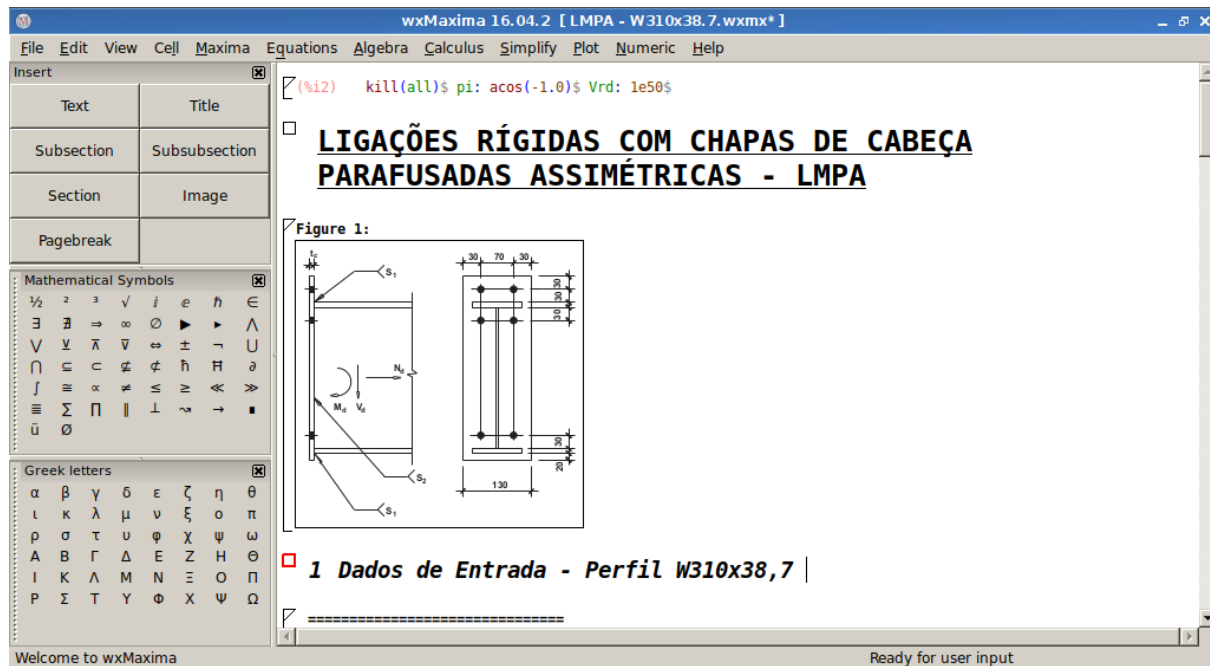 wxMaxima 16.04.2 [ LMPA - W310x38.7.wxmx* ]
File Edit View Cell Maxima Equations Algebra Calculus Simplify Plot Numeric Help
Insert
Text Title
Subsection Subsubsection
Section Image
Pagebreak
Mathematical Symbols
½ ² ³ √ ⅈ ⅇ ℏ ∈
∃ ∄ ⇒ ∞ ∅ ▶ ▸ ⋀
⋁ ⊻ ⊼ ⊽ ⇔ ± ¬ ⋃
⋂ ⊆ ⊂ ⊈ ⊄ ħ Ħ ∂
∫ ≅ ∝ ≠ ≤ ≥ ≪ ≫
≣ ∑ ∏ ∥ ⟂ ↝ → ∎
ü Ø
Greek letters
α β γ δ ε ζ η θ
ι κ λ μ ν ξ ο π
ρ σ τ υ φ χ ψ ω
Α Β Γ Δ Ε Ζ Η Θ
Ι Κ Λ Μ Ν Ξ Ο Π
Ρ Σ Τ Υ Φ Χ Ψ Ω
(%i2) kill(all)$ pi: acos(-1.0)$ Vrd: 1e50$
LIGAÇÕES RÍGIDAS COM CHAPAS DE CABEÇA
PARAFUSADAS ASSIMÉTRICAS - LMPA
Figure 1:
S₁
30 70 30
30
30
30
N_d
M_d V_d
S₂
S₁
30
20
130
1 Dados de Entrada - Perfil W310x38,7
==============================
Welcome to wxMaxima
Ready for user input